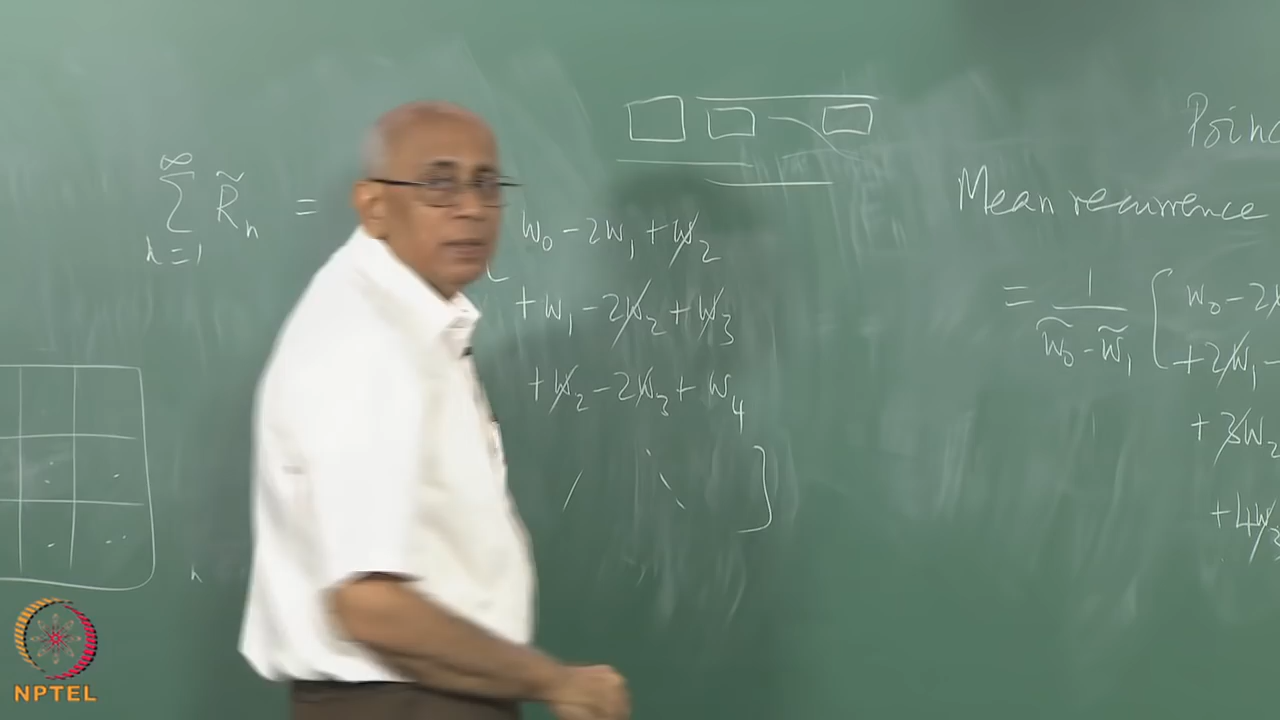 ∞
∑ R̃ₙ =
n=1
W₀ - 2W₁ + W₂
+ W₁ - 2W₂ + W₃
+ W₂ - 2W₃ + W₄
]
n
Poinc
Mean recurrence
= 1 / (W̃₀ - W̃₁) { W₀ - 2
+ 2W₁ -
+ 3W₂
+ 4W₃
NPTEL